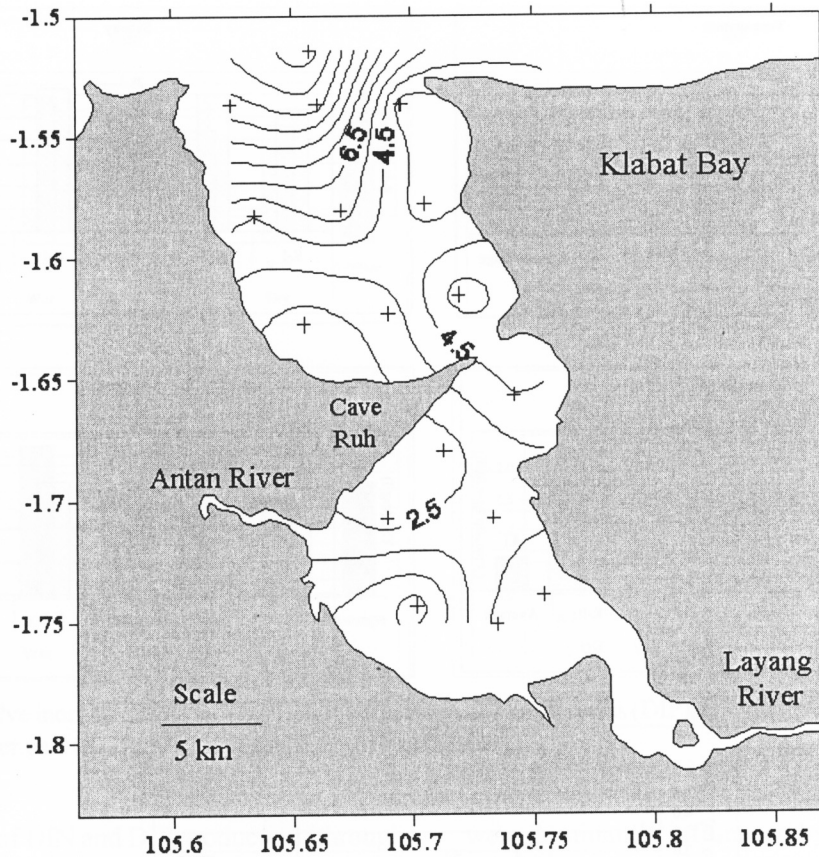 -1.5
-1.55
-1.6
-1.65
-1.7
-1.75
-1.8
6.5
4.5
Klabat Bay
4.5
Cave
Ruh
Antan River
2.5
Scale
5 km
Layang
River
105.6
105.65
105.7
105.75
105.8
105.85